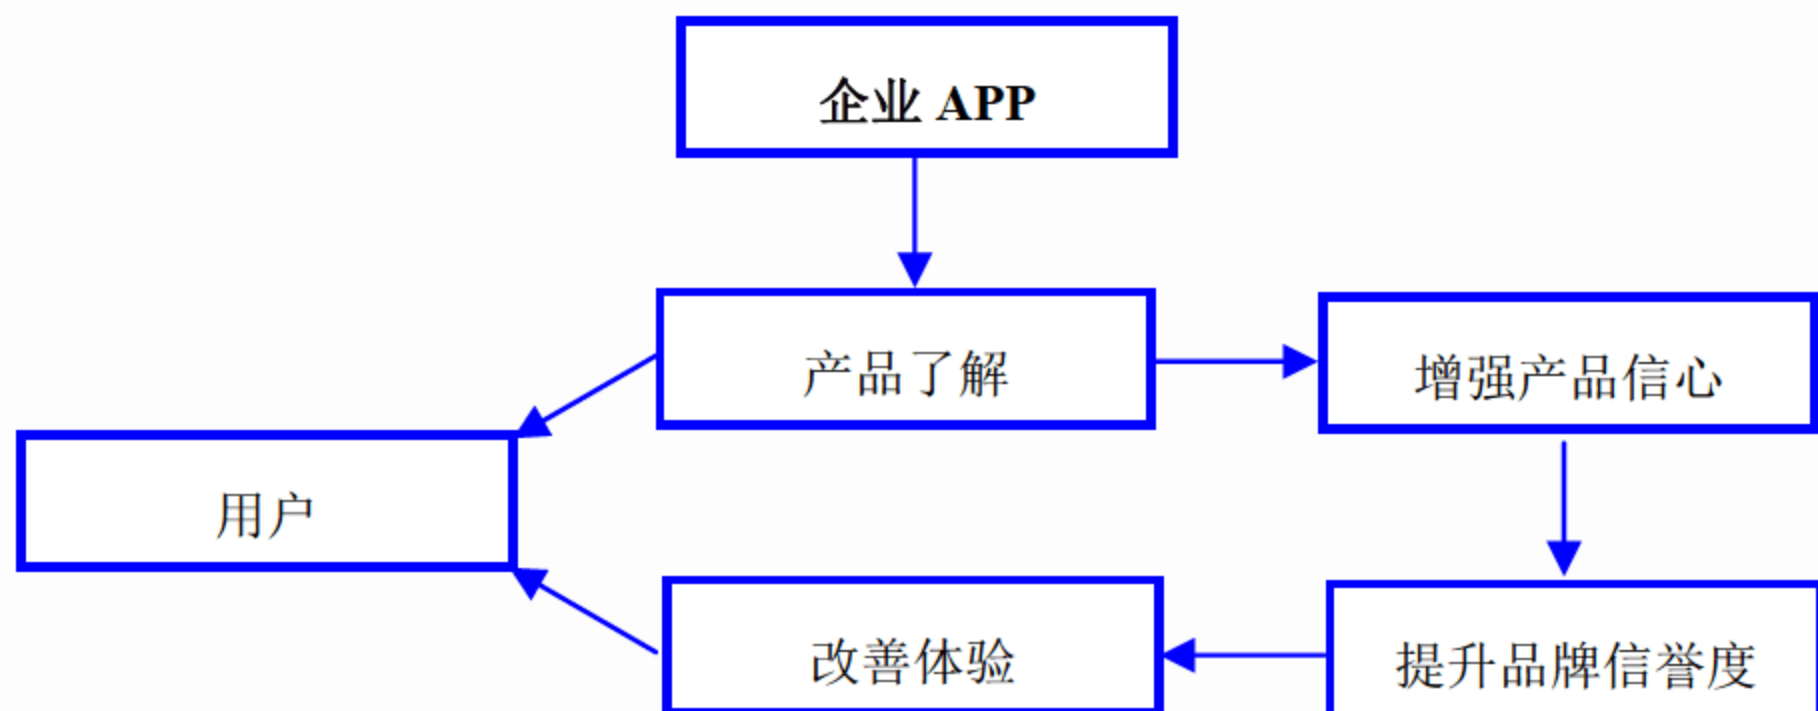 企业 APP
产品了解
增强产品信心
用户
改善体验
提升品牌信誉度